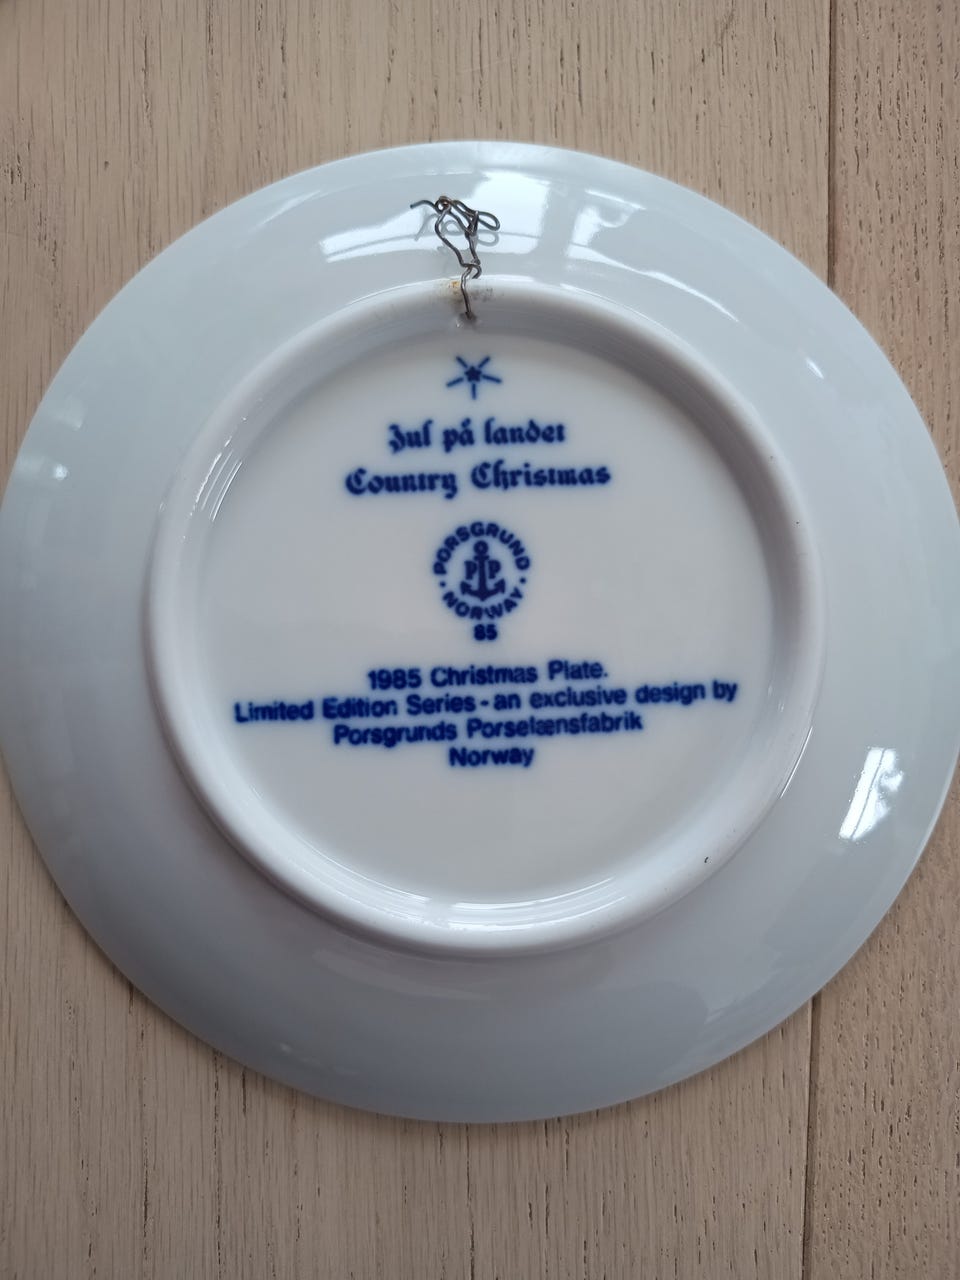 Jul på landet
Country Christmas
PORSGRUND
P P
· NORWAY ·
85
1985 Christmas Plate.
Limited Edition Series - an exclusive design by
Porsgrunds Porselænsfabrik
Norway